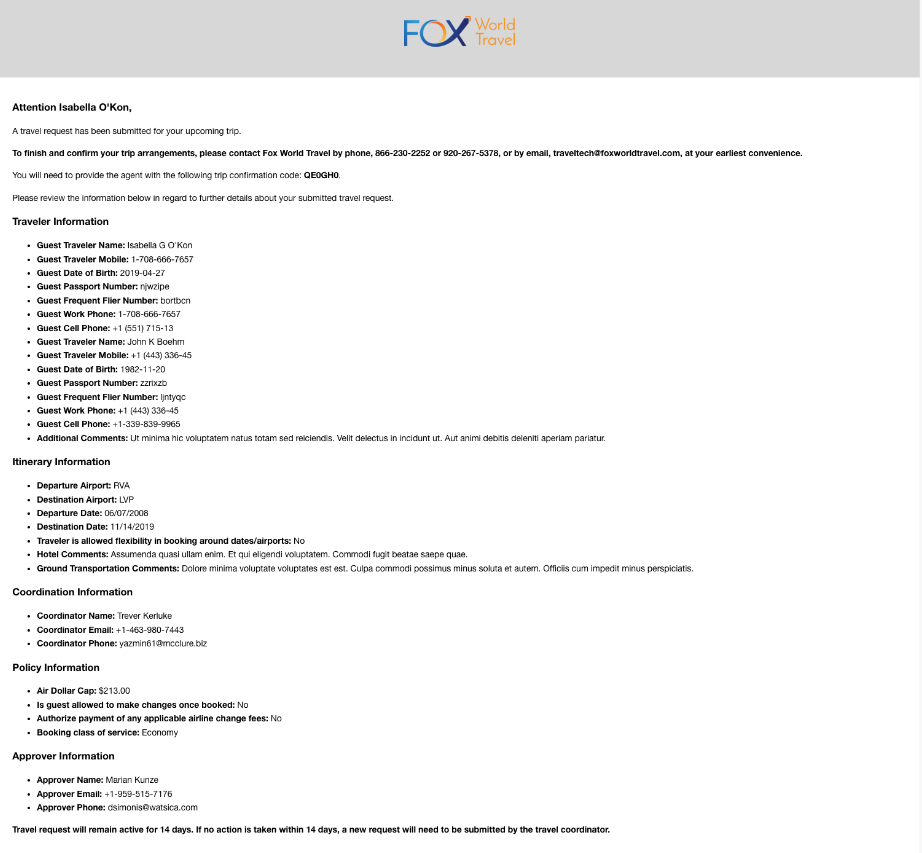 FOX World
Travel
Attention Isabella O'Kon,
A travel request has been submitted for your upcoming trip.
To finish and confirm your trip arrangements, please contact Fox World Travel by phone, 866-230-2252 or 920-267-5378, or by email, traveltech@foxworldtravel.com, at your earliest convenience.
You will need to provide the agent with the following trip confirmation code: QE0GH0.
Please review the information below in regard to further details about your submitted travel request.
Traveler Information
• Guest Traveler Name: Isabella G O'Kon
• Guest Traveler Mobile: 1-708-666-7657
• Guest Date of Birth: 2019-04-27
• Guest Passport Number: njwzipe
• Guest Frequent Flier Number: bortbcn
• Guest Work Phone: 1-708-666-7657
• Guest Cell Phone: +1 (551) 715-13
• Guest Traveler Name: John K Boehm
• Guest Traveler Mobile: +1 (443) 336-45
• Guest Date of Birth: 1982-11-20
• Guest Passport Number: zzrixzb
• Guest Frequent Flier Number: ljntyqc
• Guest Work Phone: +1 (443) 336-45
• Guest Cell Phone: +1-339-839-9965
• Additional Comments: Ut minima hic voluptatem natus totam sed reiciendis. Velit delectus in incidunt ut. Aut animi debitis deleniti aperiam pariatur.
Itinerary Information
• Departure Airport: RVA
• Destination Airport: LVP
• Departure Date: 06/07/2008
• Destination Date: 11/14/2019
• Traveler is allowed flexibility in booking around dates/airports: No
• Hotel Comments: Assumenda quasi ullam enim. Et qui eligendi voluptatem. Commodi fugit beatae saepe quae.
• Ground Transportation Comments: Dolore minima voluptate voluptates est est. Culpa commodi possimus minus soluta et autem. Officiis cum impedit minus perspiciatis.
Coordination Information
• Coordinator Name: Trever Kerluke
• Coordinator Email: +1-463-980-7443
• Coordinator Phone: yazmin61@mcclure.biz
Policy Information
• Air Dollar Cap: $213.00
• Is guest allowed to make changes once booked: No
• Authorize payment of any applicable airline change fees: No
• Booking class of service: Economy
Approver Information
• Approver Name: Marian Kunze
• Approver Email: +1-959-515-7176
• Approver Phone: dsimonis@watsica.com
Travel request will remain active for 14 days. If no action is taken within 14 days, a new request will need to be submitted by the travel coordinator.